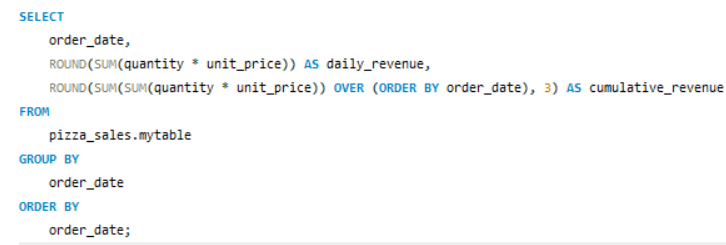 SELECT
order_date,
ROUND(SUM(quantity * unit_price)) AS daily_revenue,
ROUND(SUM(SUM(quantity * unit_price)) OVER (ORDER BY order_date), 3) AS cumulative_revenue
FROM
pizza_sales.mytable
GROUP BY
order_date
ORDER BY
order_date;